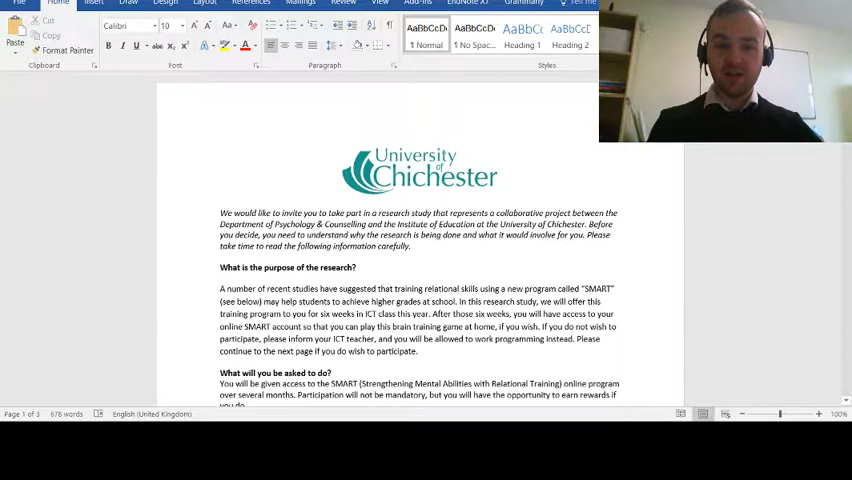 File Home Insert Draw Design Layout References Mailings Review View Add-ins EndNote X7 Grammarly Tell me
Cut
Copy
Paste
Format Painter
Calibri 10
AaBbCcDc AaBbCcDc AaBbCc AaBbCcD
¶ Normal ¶ No Spac... Heading 1 Heading 2
Clipboard Font Paragraph Styles
University
of
Chichester
We would like to invite you to take part in a research study that represents a collaborative project between the
Department of Psychology & Counselling and the Institute of Education at the University of Chichester. Before
you decide, you need to understand why the research is being done and what it would involve for you. Please
take time to read the following information carefully.
What is the purpose of the research?
A number of recent studies have suggested that training relational skills using a new program called “SMART”
(see below) may help students to achieve higher grades at school. In this research study, we will offer this
training program to you for six weeks in ICT class this year. After those six weeks, you will have access to your
online SMART account so that you can play this brain training game at home, if you wish. If you do not wish to
participate, please inform your ICT teacher, and you will be allowed to work programming instead. Please
continue to the next page if you do wish to participate.
What will you be asked to do?
You will be given access to the SMART (Strengthening Mental Abilities with Relational Training) online program
over several months. Participation will not be mandatory, but you will have the opportunity to earn rewards if
you do
Page 1 of 3 678 words English (United Kingdom) 100%